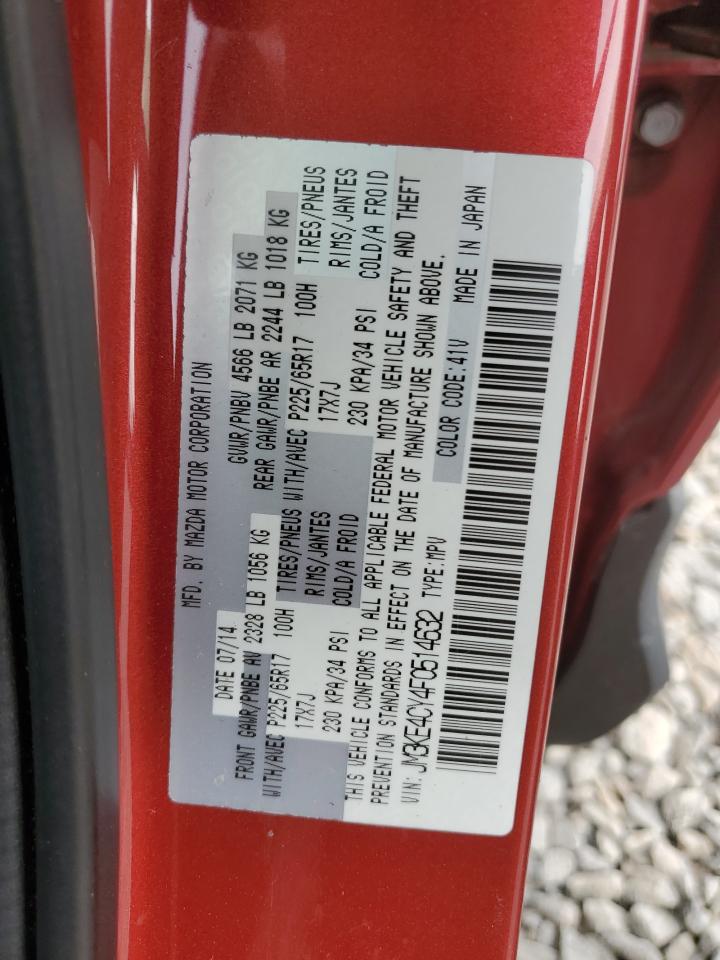 MFD. BY MAZDA MOTOR CORPORATION
DATE 07/14 GVWR/PNBV 4566 LB 2071 KG
FRONT GAWR/PNBE AV 2328 LB 1056 KG REAR GAWR/PNBE AR 2244 LB 1018 KG
WITH/AVEC P225/65R17 100H TIRES/PNEUS WITH/AVEC P225/65R17 100H TIRES/PNEUS
17X7J RIMS/JANTES 17X7J RIMS/JANTES
230 KPA/34 PSI COLD/A FROID 230 KPA/34 PSI COLD/A FROID
THIS VEHICLE CONFORMS TO ALL APPLICABLE FEDERAL MOTOR VEHICLE SAFETY AND THEFT
PREVENTION STANDARDS IN EFFECT ON THE DATE OF MANUFACTURE SHOWN ABOVE.
VIN: JM3KE4CY4F0514632 TYPE:MPV COLOR CODE:41V MADE IN JAPAN